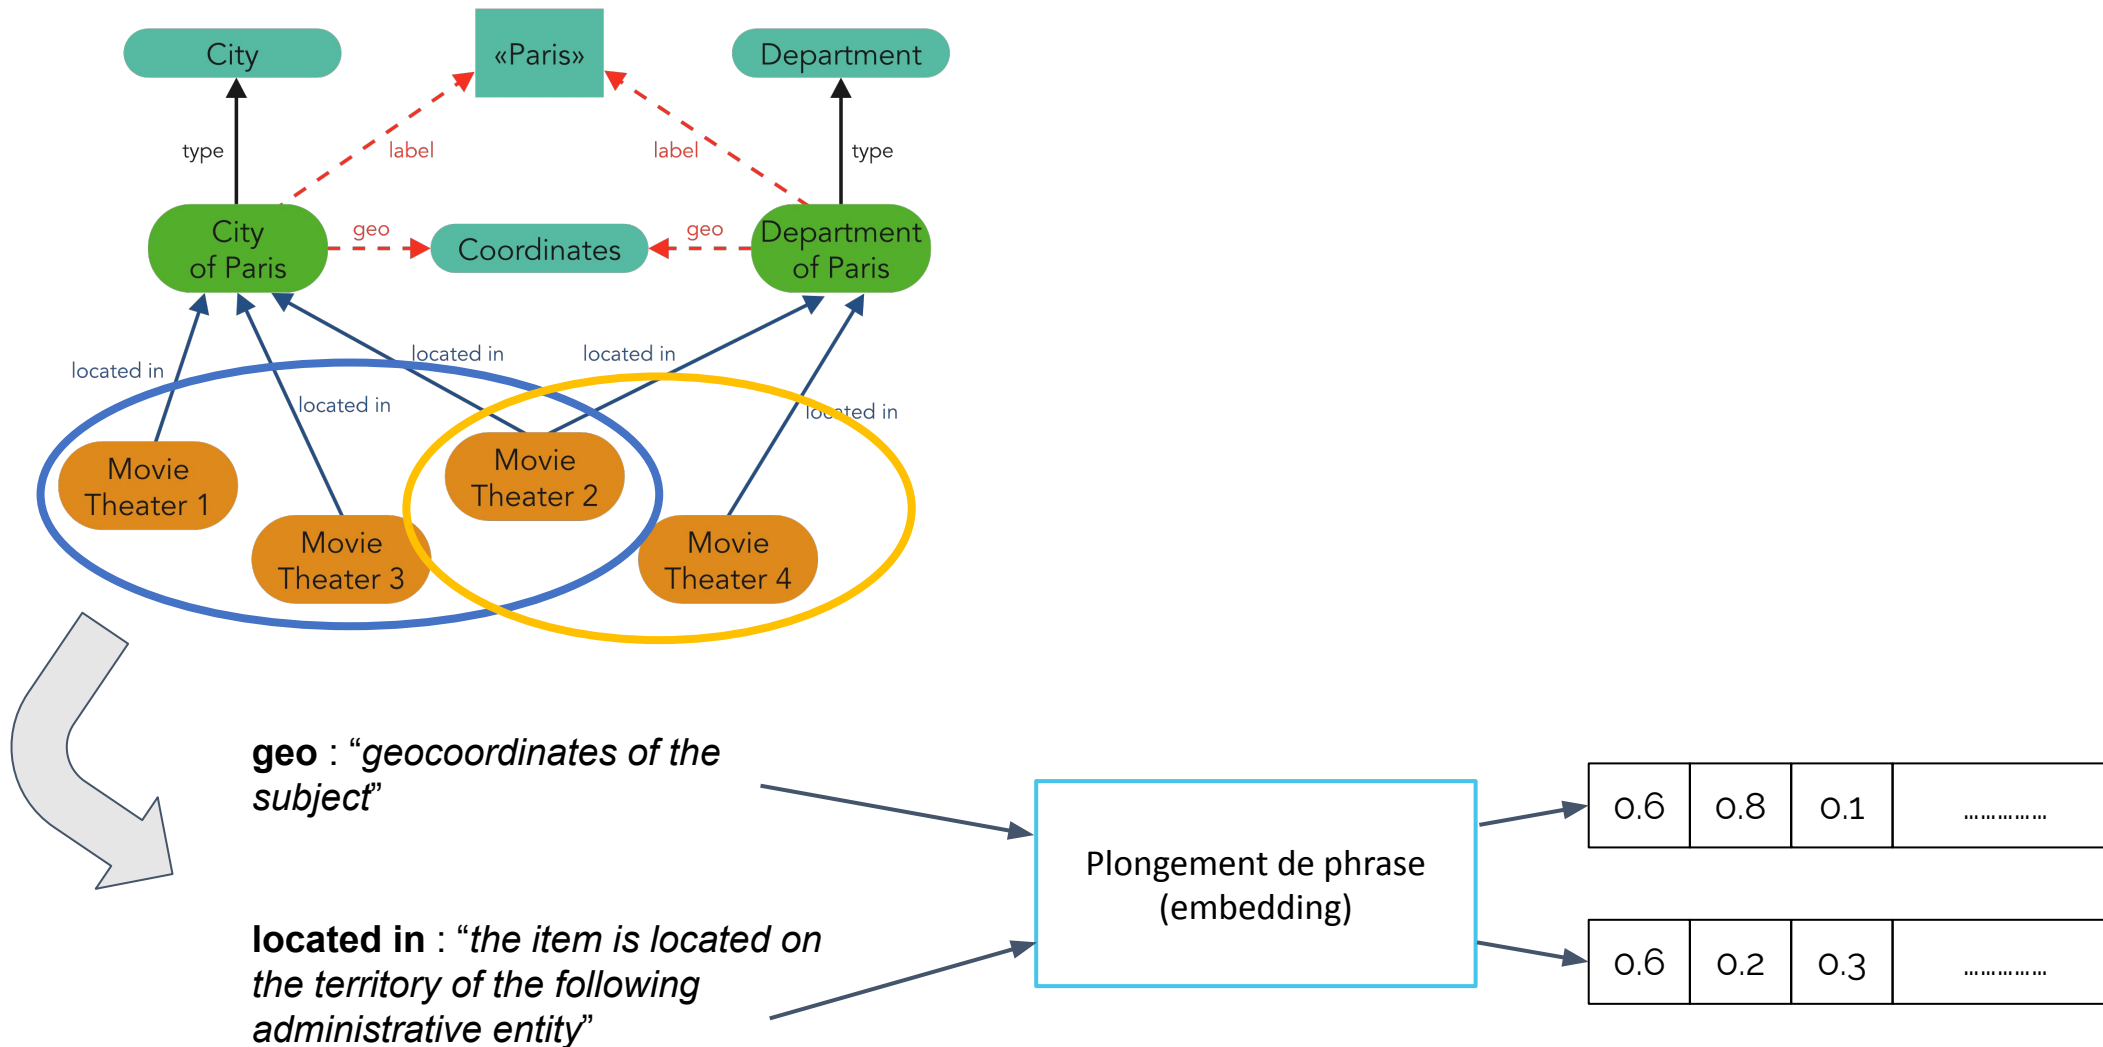 City
«Paris»
Department
type
label
label
type
City
of Paris
geo
Coordinates
geo
Department
of Paris
located in
located in
located in
located in
located in
Movie
Theater 1
Movie
Theater 2
Movie
Theater 3
Movie
Theater 4
geo : “geocoordinates of the
subject”
Plongement de phrase
(embedding)
0.6 0.8 0.1 ……………
located in : “the item is located on
the territory of the following
administrative entity”
0.6 0.2 0.3 ……………